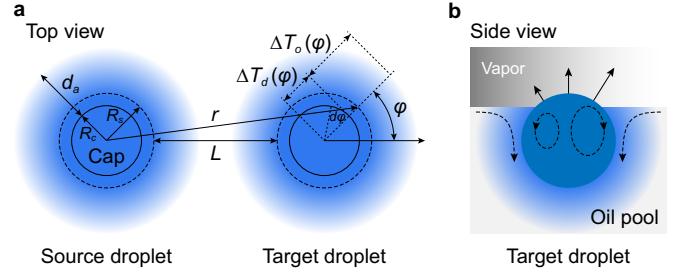 a
Top view
ΔT_o(φ)
ΔT_d(φ)
d_a
R_s
R_c
Cap
r
dφ
φ
L
Source droplet
Target droplet
b
Side view
Vapor
Oil pool
Target droplet